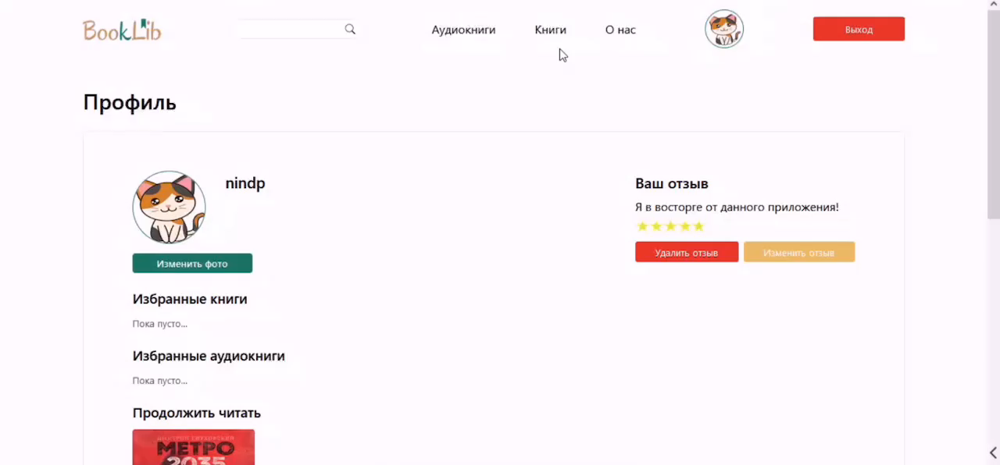 BookLib
Аудиокниги Книги О нас Выход
Профиль
nindp
Ваш отзыв
Я в восторге от данного приложения!
Удалить отзыв Изменить отзыв
Изменить фото
Избранные книги
Пока пусто...
Избранные аудиокниги
Пока пусто...
Продолжить читать
МЕТРО
2035